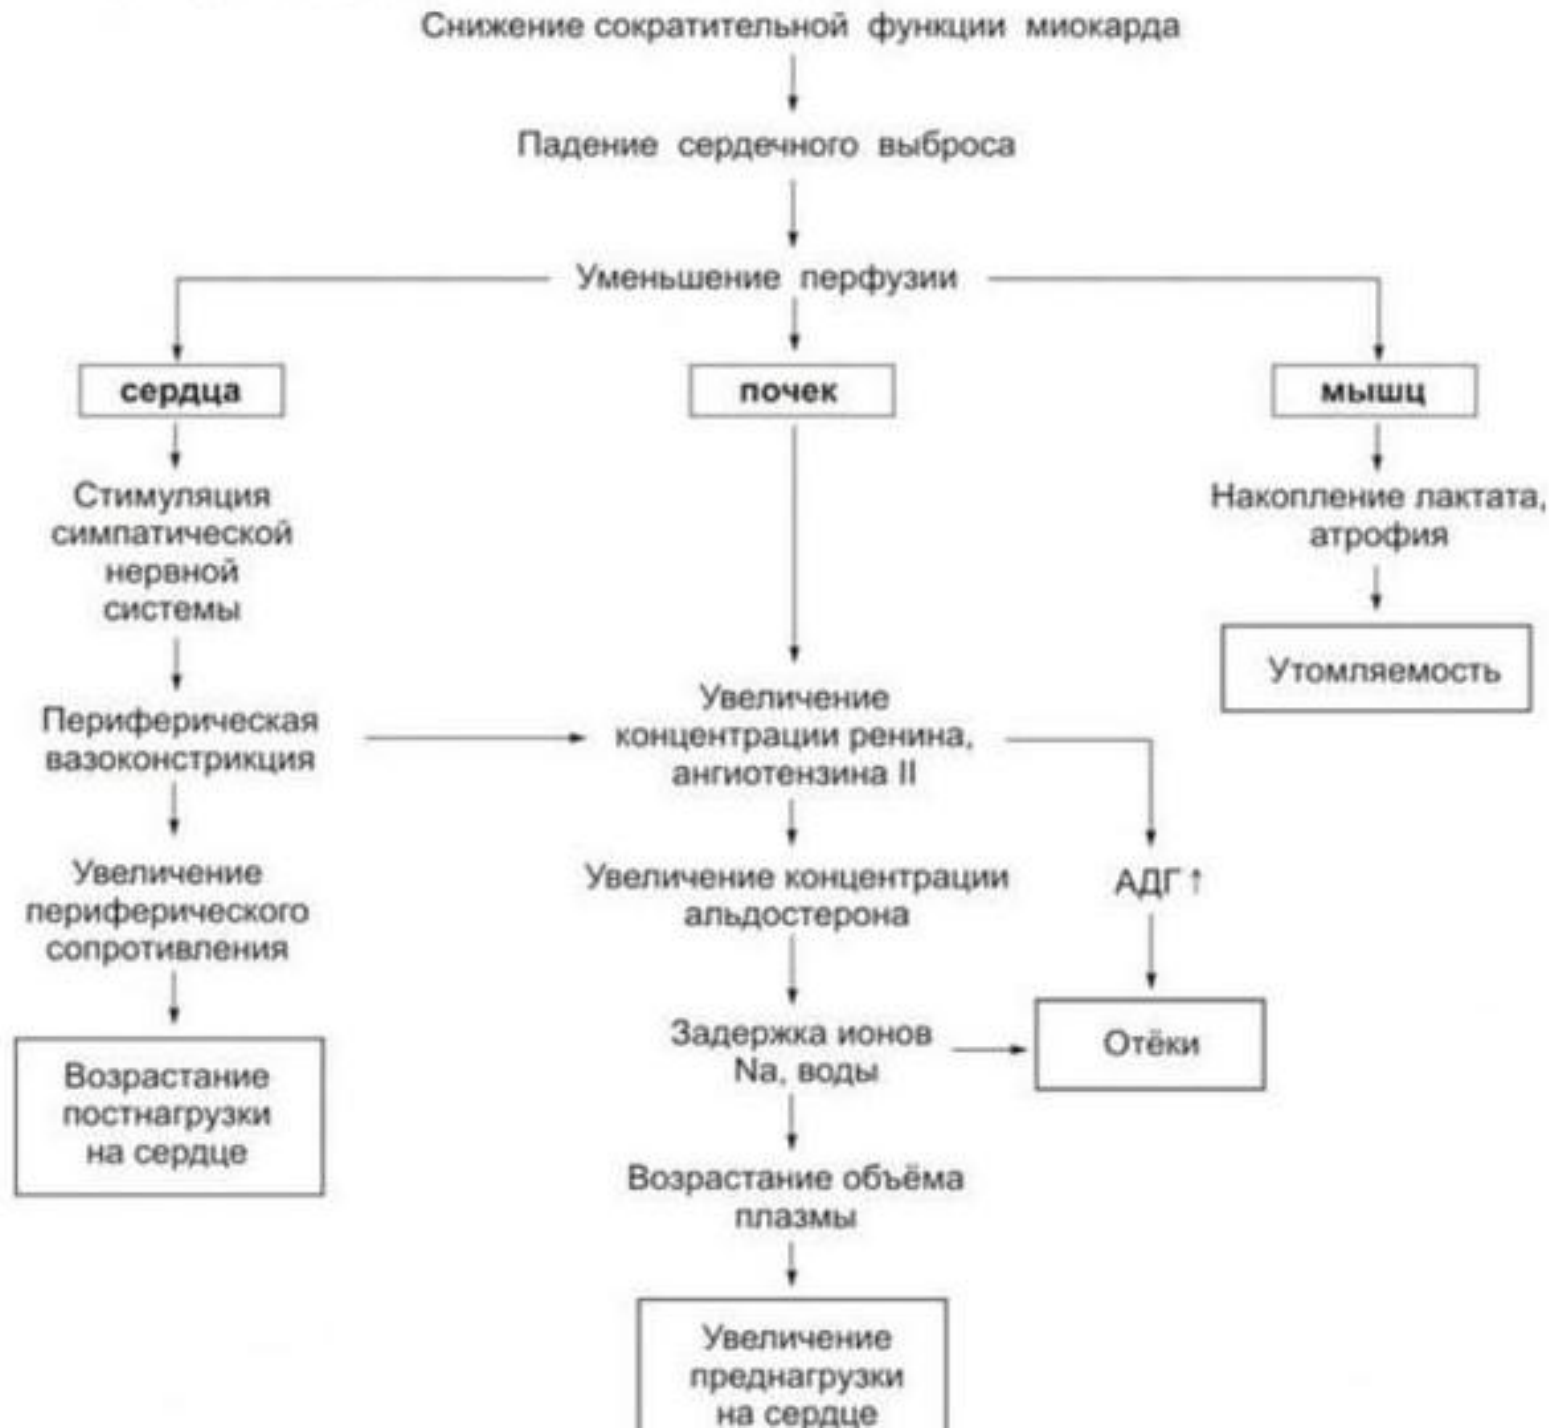 Снижение сократительной функции миокарда
Падение сердечного выброса
Уменьшение перфузии
сердца
почек
мышц
Стимуляция
симпатической
нервной
системы
Накопление лактата,
атрофия
Утомляемость
Периферическая
вазоконстрикция
Увеличение
концентрации ренина,
ангиотензина II
Увеличение
периферического
сопротивления
Увеличение концентрации
альдостерона
АДГ ↑
Возрастание
постнагрузки
на сердце
Задержка ионов
Na, воды
Отёки
Возрастание объёма
плазмы
Увеличение
преднагрузки
на сердце